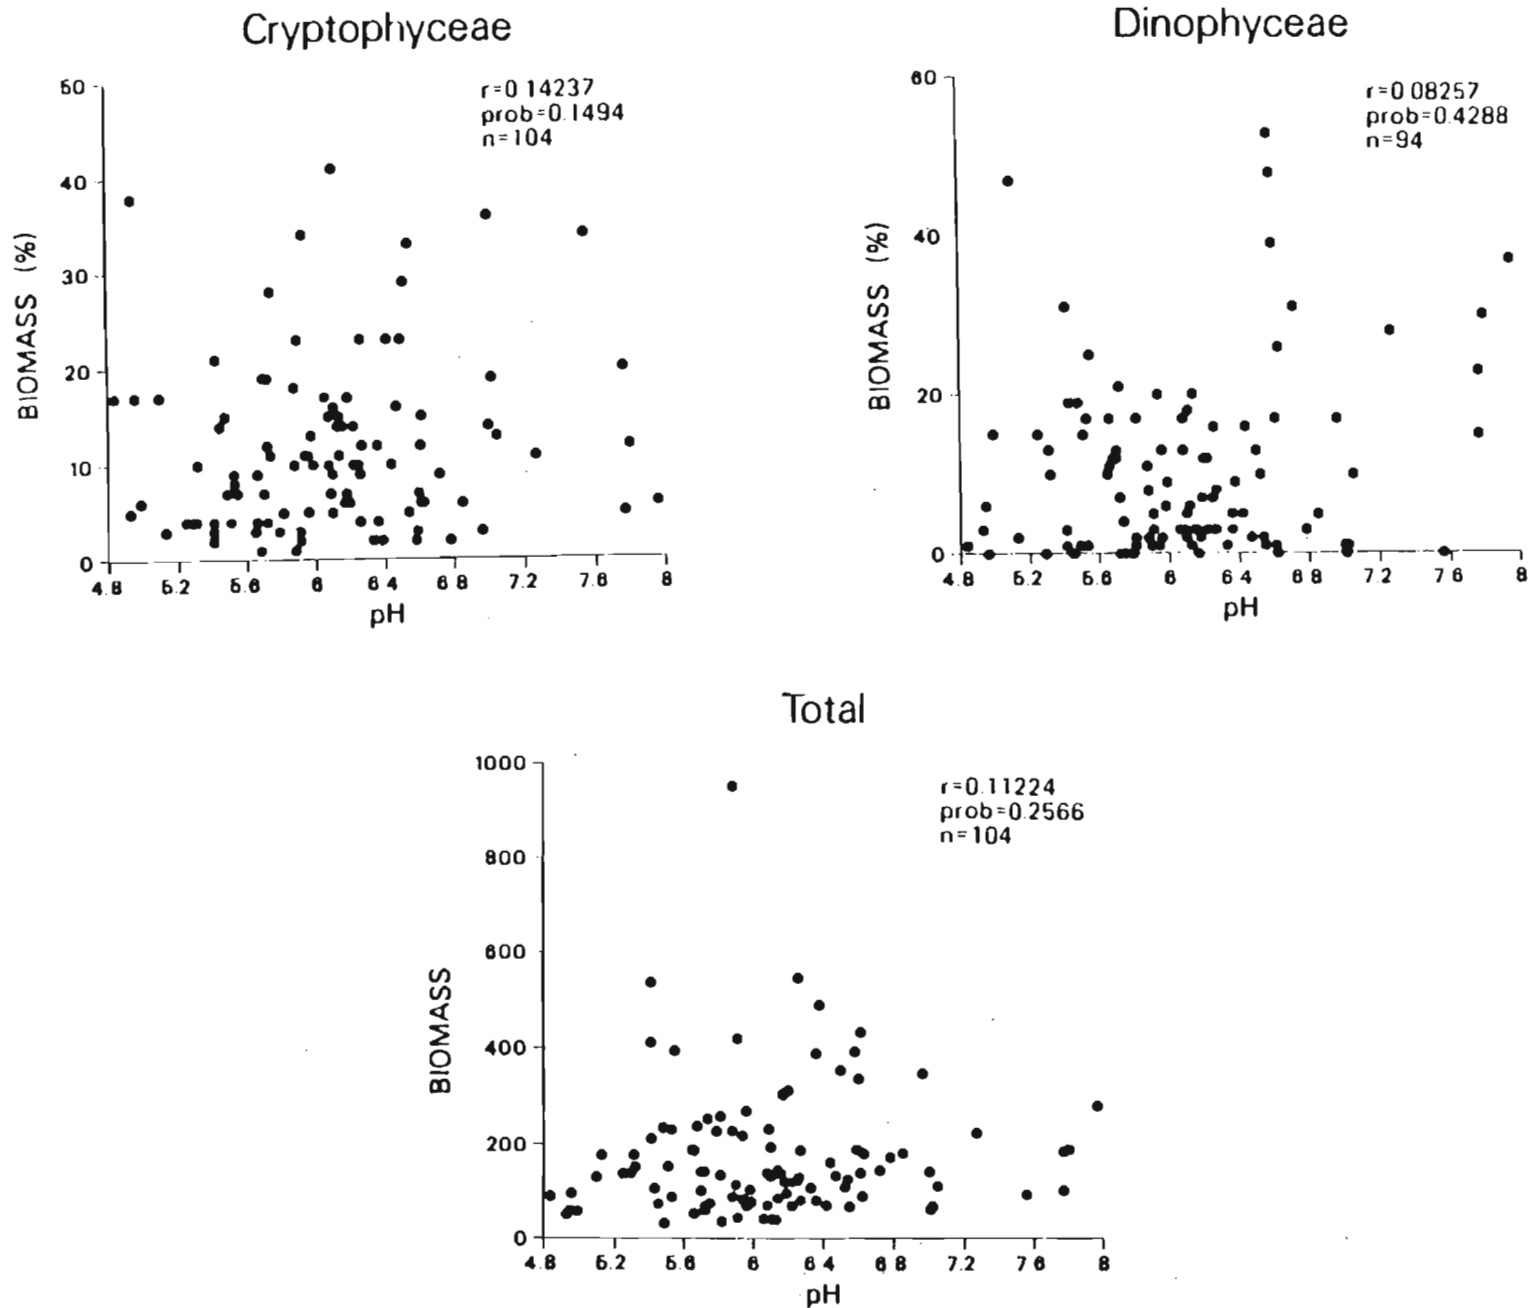 Cryptophyceae
r=0.14237
prob=0.1494
n=104
BIOMASS (%)
50
40
30
20
10
0
4.8 5.2 5.6 6 6.4 6.8 7.2 7.6 8
pH
Dinophyceae
r=0.08257
prob=0.4288
n=94
BIOMASS (%)
60
40
20
0
4.8 5.2 5.6 6 6.4 6.8 7.2 7.6 8
pH
Total
r=0.11224
prob=0.2566
n=104
BIOMASS
1000
800
600
400
200
0
4.8 5.2 5.6 6 6.4 6.8 7.2 7.6 8
pH